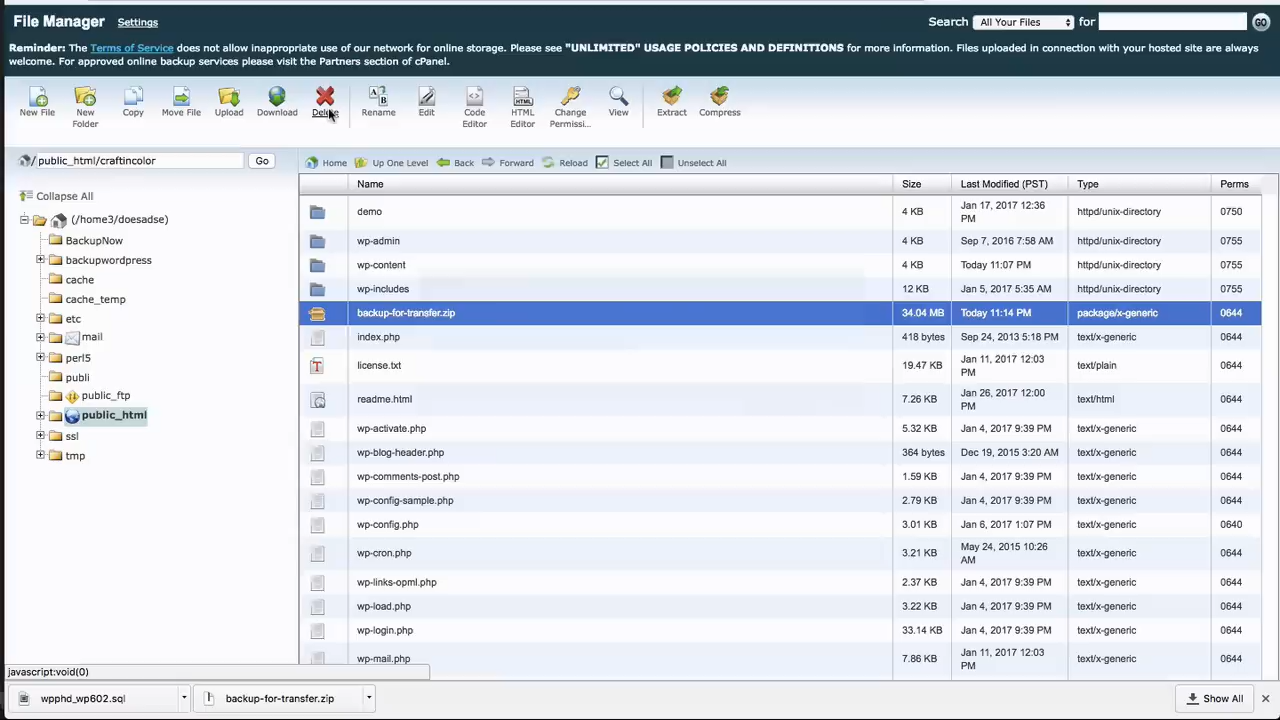 File Manager Settings Search All Your Files for GO
Reminder: The Terms of Service does not allow inappropriate use of our network for online storage. Please see "UNLIMITED" USAGE POLICIES AND DEFINITIONS for more information. Files uploaded in connection with your hosted site are always
welcome. For approved online backup services please visit the Partners section of cPanel.
New File
New
Folder
Copy
Move File
Upload
Download
Delete
Rename
Edit
Code
Editor
HTML
Editor
Change
Permissi...
View
Extract
Compress
/ public_html/craftincolor Go
Home Up One Level Back Forward Reload Select All Unselect All
Collapse All
(/home3/doesadse)
BackupNow
backupwordpress
cache
cache_temp
etc
mail
perl5
publi
public_ftp
public_html
ssl
tmp
Name Size Last Modified (PST) Type Perms
demo 4 KB Jan 17, 2017 12:36 PM httpd/unix-directory 0750
wp-admin 4 KB Sep 7, 2016 7:58 AM httpd/unix-directory 0755
wp-content 4 KB Today 11:07 PM httpd/unix-directory 0755
wp-includes 12 KB Jan 5, 2017 5:35 AM httpd/unix-directory 0755
backup-for-transfer.zip 34.04 MB Today 11:14 PM package/x-generic 0644
index.php 418 bytes Sep 24, 2013 5:18 PM text/x-generic 0644
license.txt 19.47 KB Jan 11, 2017 12:03 PM text/plain 0644
readme.html 7.26 KB Jan 26, 2017 12:00 PM text/html 0644
wp-activate.php 5.32 KB Jan 4, 2017 9:39 PM text/x-generic 0644
wp-blog-header.php 364 bytes Dec 19, 2015 3:20 AM text/x-generic 0644
wp-comments-post.php 1.59 KB Jan 4, 2017 9:39 PM text/x-generic 0644
wp-config-sample.php 2.79 KB Jan 4, 2017 9:39 PM text/x-generic 0644
wp-config.php 3.01 KB Jan 6, 2017 1:07 PM text/x-generic 0640
wp-cron.php 3.21 KB May 24, 2015 10:26 AM text/x-generic 0644
wp-links-opml.php 2.37 KB Jan 4, 2017 9:39 PM text/x-generic 0644
wp-load.php 3.22 KB Jan 4, 2017 9:39 PM text/x-generic 0644
wp-login.php 33.14 KB Jan 4, 2017 9:39 PM text/x-generic 0644
wp-mail.php 7.86 KB Jan 11, 2017 12:03 PM text/x-generic 0644
javascript:void(0)
wpphd_wp602.sql backup-for-transfer.zip Show All